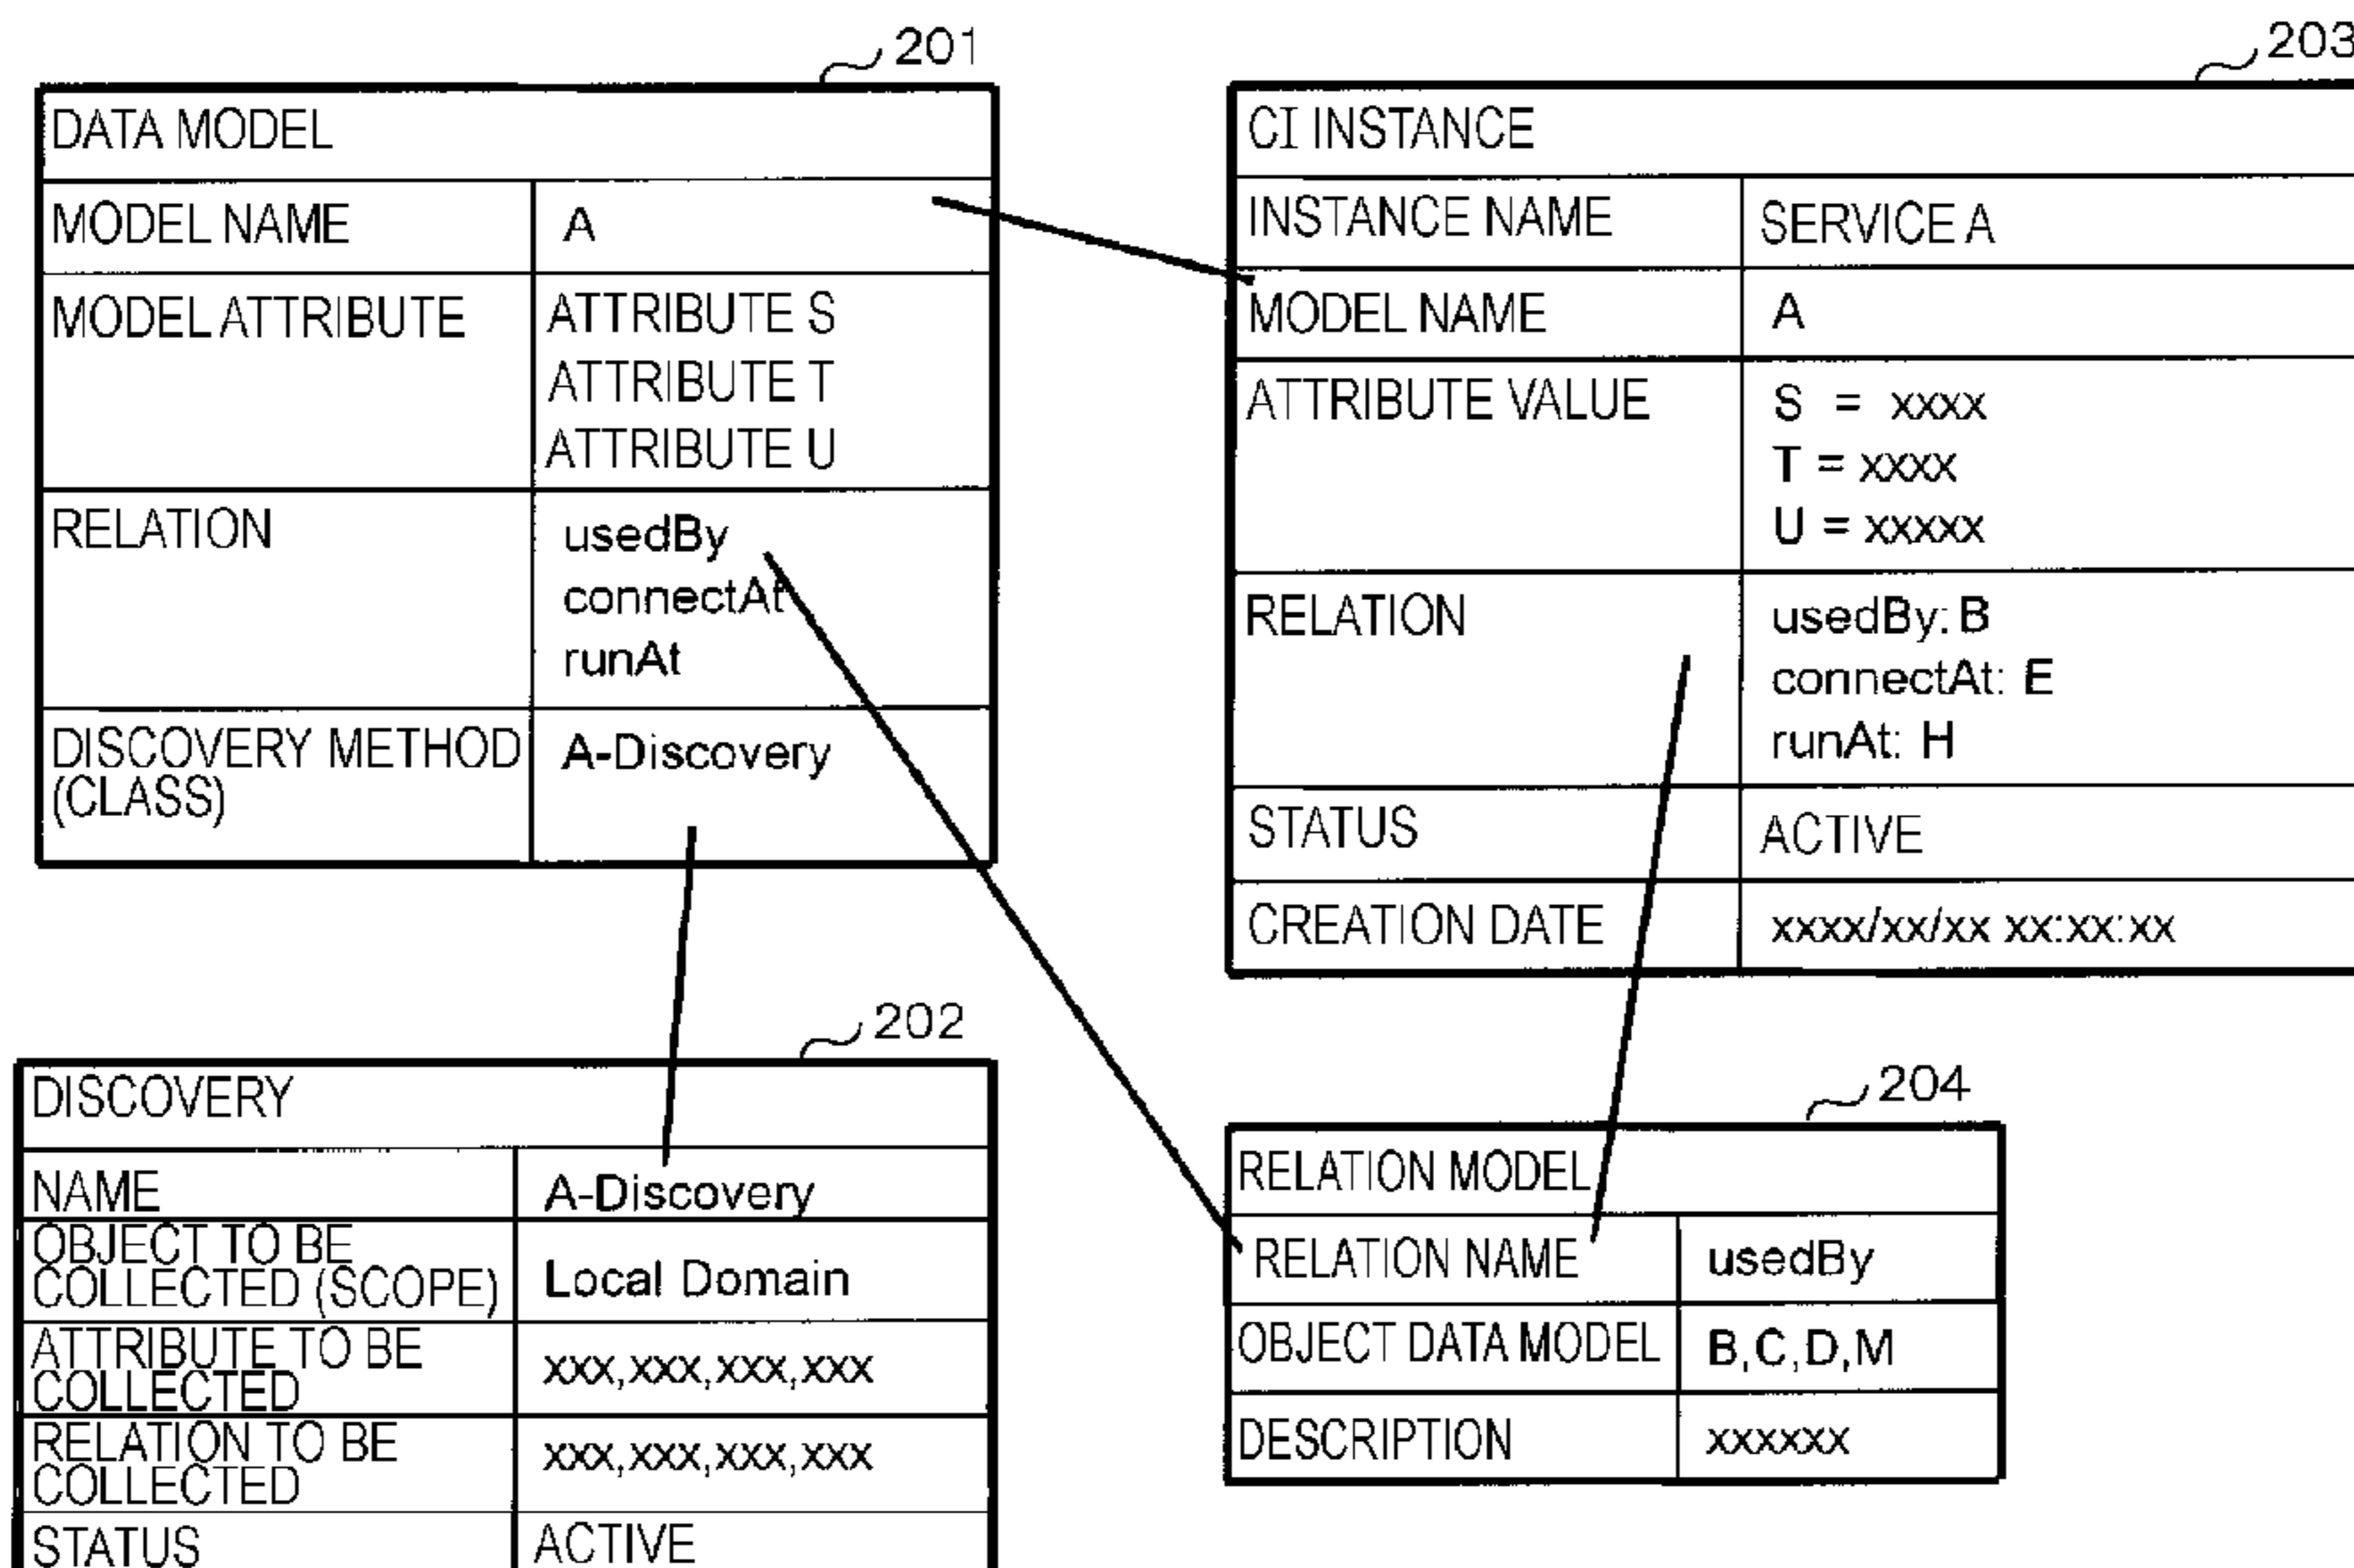 201
DATA MODEL
MODEL NAME A
MODEL ATTRIBUTE ATTRIBUTE S
ATTRIBUTE T
ATTRIBUTE U
RELATION usedBy
connectAt
runAt
DISCOVERY METHOD A-Discovery
(CLASS)
203
CI INSTANCE
INSTANCE NAME SERVICE A
MODEL NAME A
ATTRIBUTE VALUE S = xxxx
T = xxxx
U = xxxxx
RELATION usedBy: B
connectAt: E
runAt: H
STATUS ACTIVE
CREATION DATE xxxx/xx/xx xx:xx:xx
202
DISCOVERY
NAME A-Discovery
OBJECT TO BE
COLLECTED (SCOPE) Local Domain
ATTRIBUTE TO BE
COLLECTED xxx,xxx,xxx,xxx
RELATION TO BE
COLLECTED xxx,xxx,xxx,xxx
STATUS ACTIVE
204
RELATION MODEL
RELATION NAME usedBy
OBJECT DATA MODEL B,C,D,M
DESCRIPTION xxxxxx